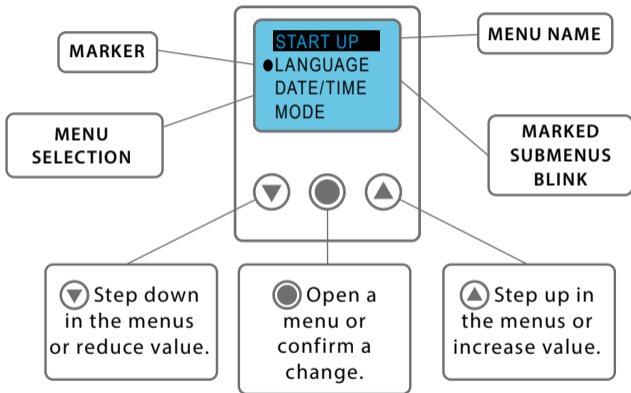 MARKER
MENU
SELECTION
START UP
LANGUAGE
DATE/TIME
MODE
MENU NAME
MARKED
SUBMENUS
BLINK
Step down
in the menus
or reduce value.
Open a
menu or
confirm a
change.
Step up in
the menus or
increase value.